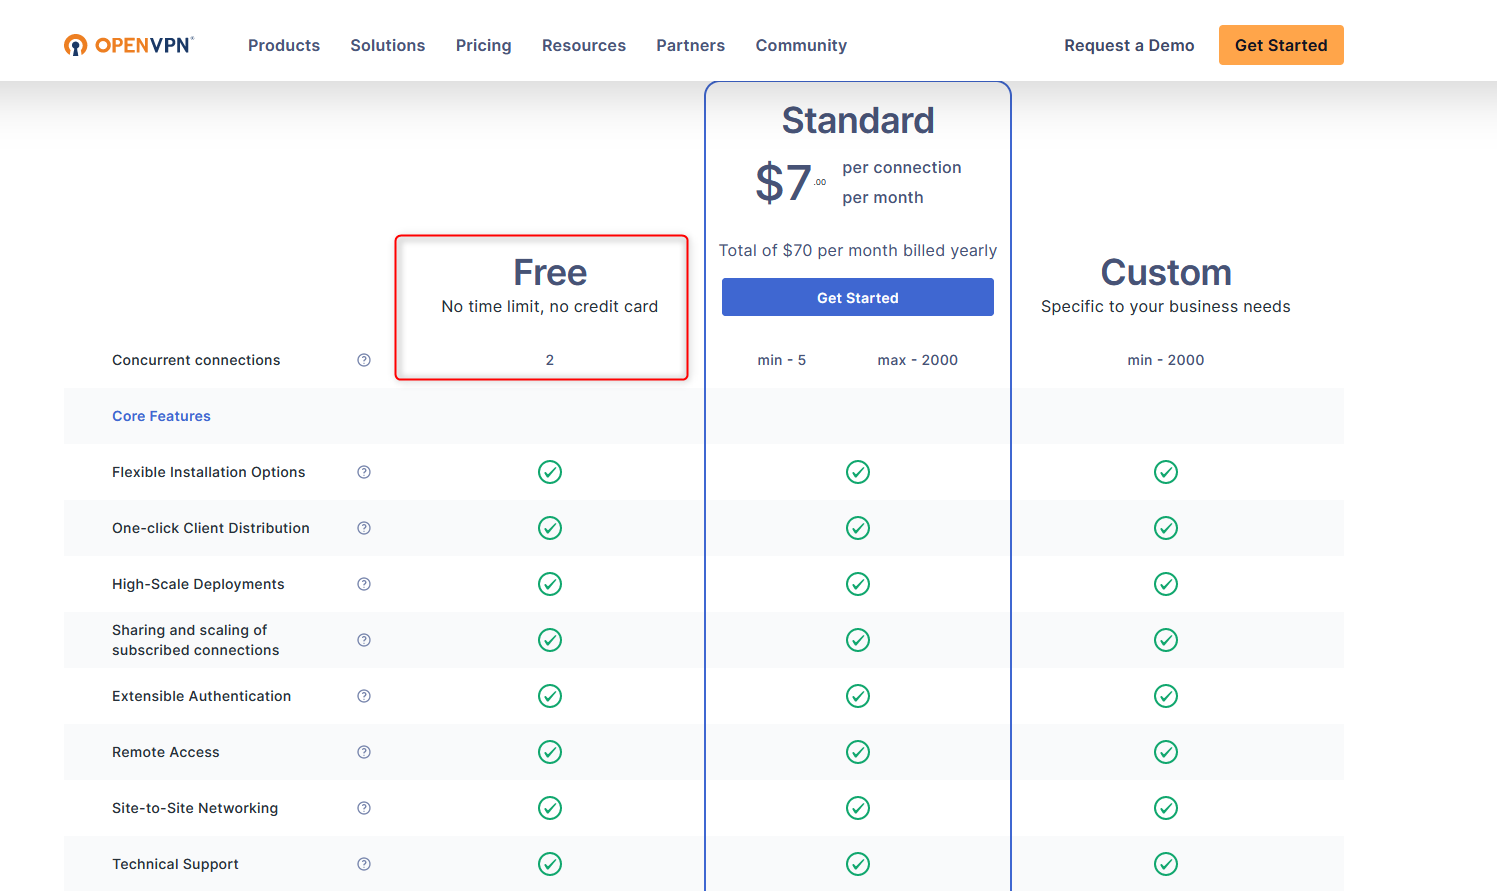 OPENVPN
Products Solutions Pricing Resources Partners Community Request a Demo Get Started
Standard
$7.00 per connection
per month
Total of $70 per month billed yearly
Get Started
Free
No time limit, no credit card
Custom
Specific to your business needs
Concurrent connections 2 min - 5 max - 2000 min - 2000
Core Features
Flexible Installation Options
One-click Client Distribution
High-Scale Deployments
Sharing and scaling of
subscribed connections
Extensible Authentication
Remote Access
Site-to-Site Networking
Technical Support